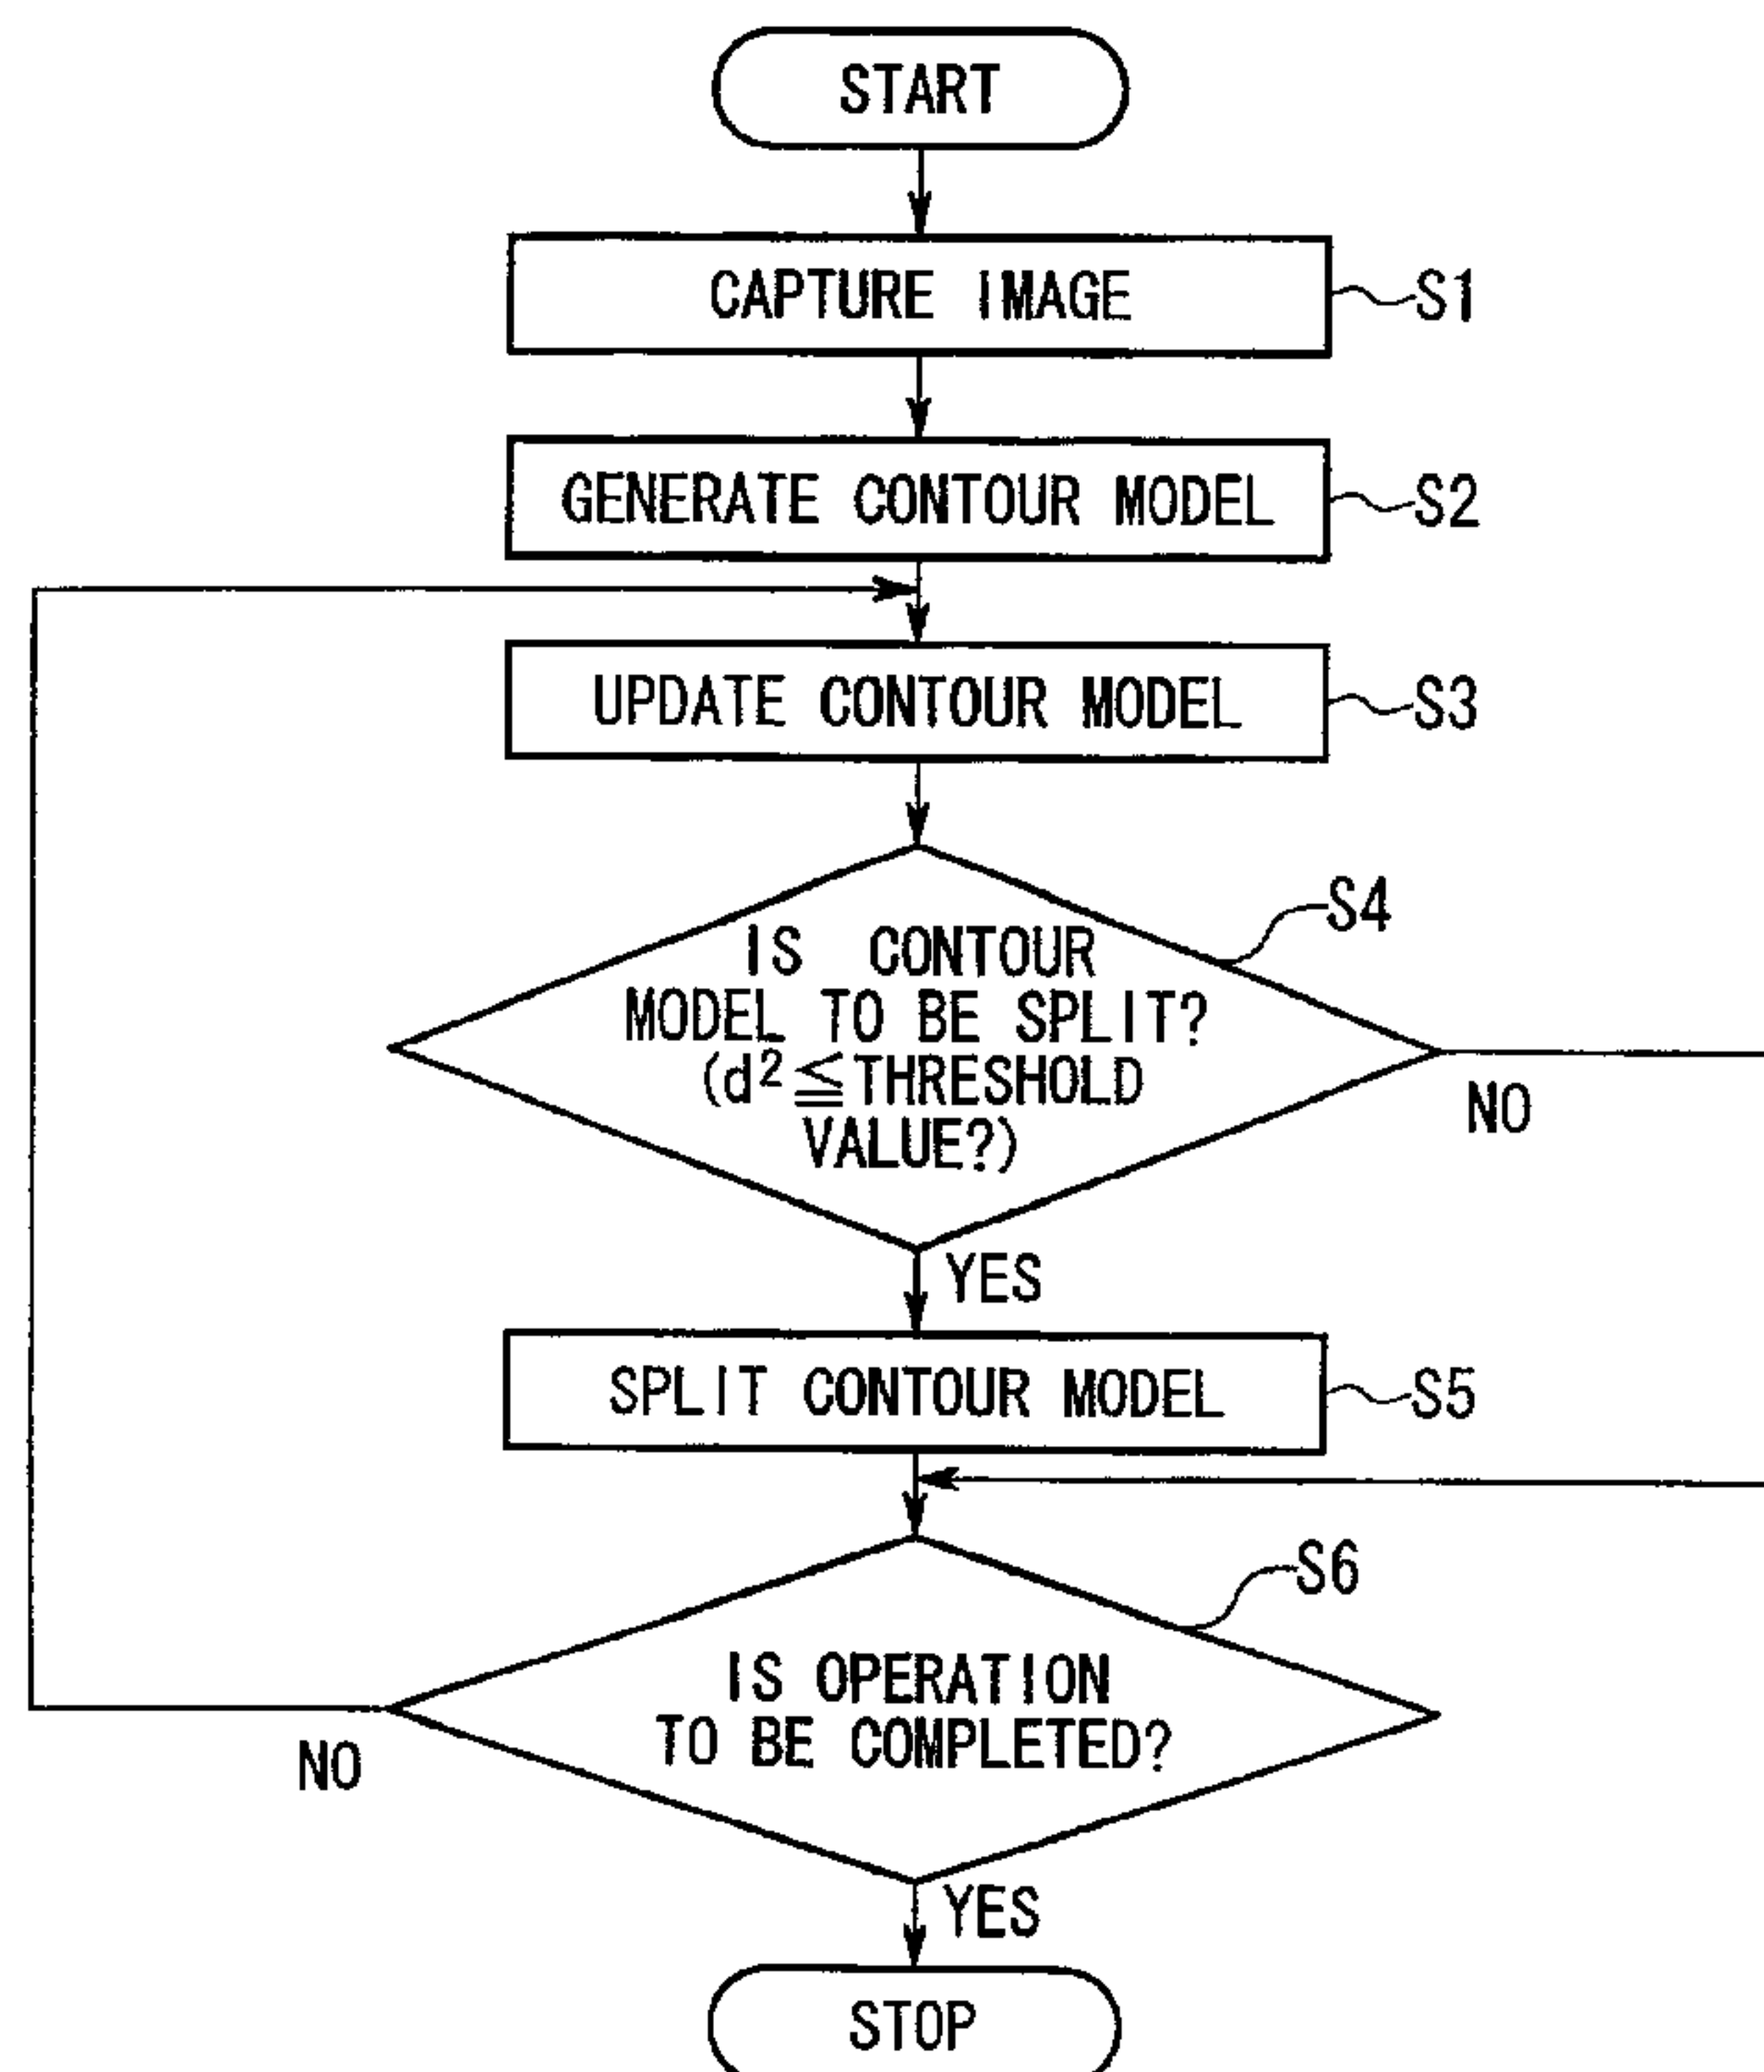 START
CAPTURE IMAGE
S1
GENERATE CONTOUR MODEL
S2
UPDATE CONTOUR MODEL
S3
S4
IS CONTOUR
MODEL TO BE SPLIT?
(d²≦THRESHOLD
VALUE?)
NO
YES
SPLIT CONTOUR MODEL
S5
S6
IS OPERATION
TO BE COMPLETED?
NO
YES
STOP